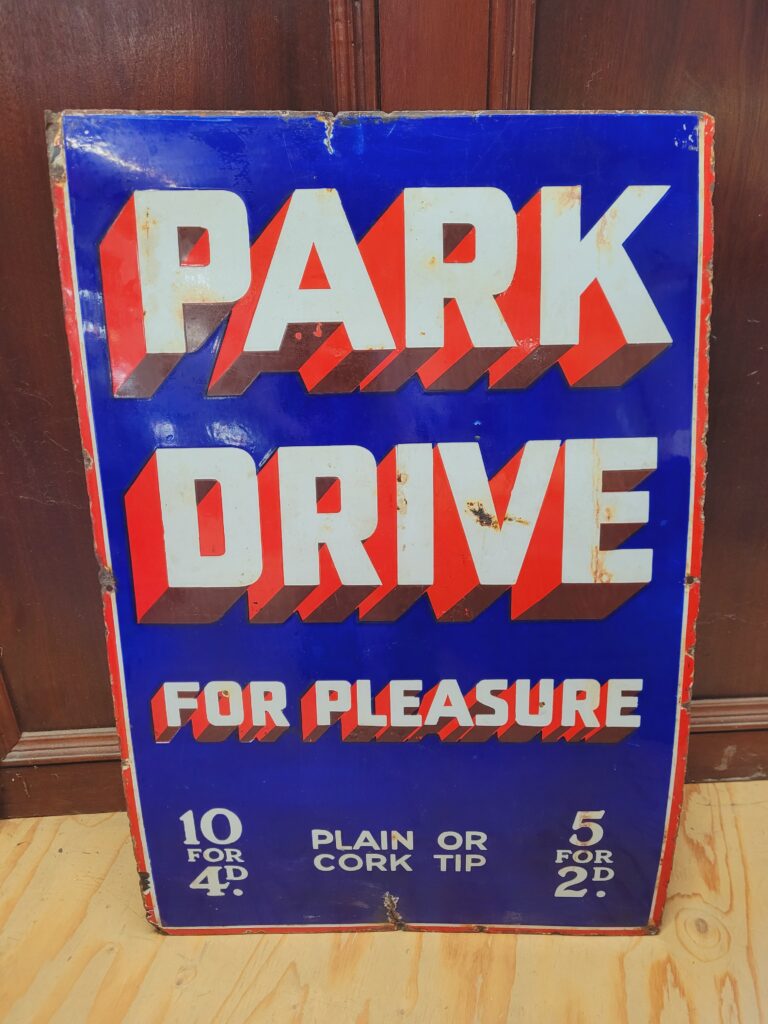 PARK
DRIVE
FOR PLEASURE
10
FOR
4D.
PLAIN OR
CORK TIP
5
FOR
2D.